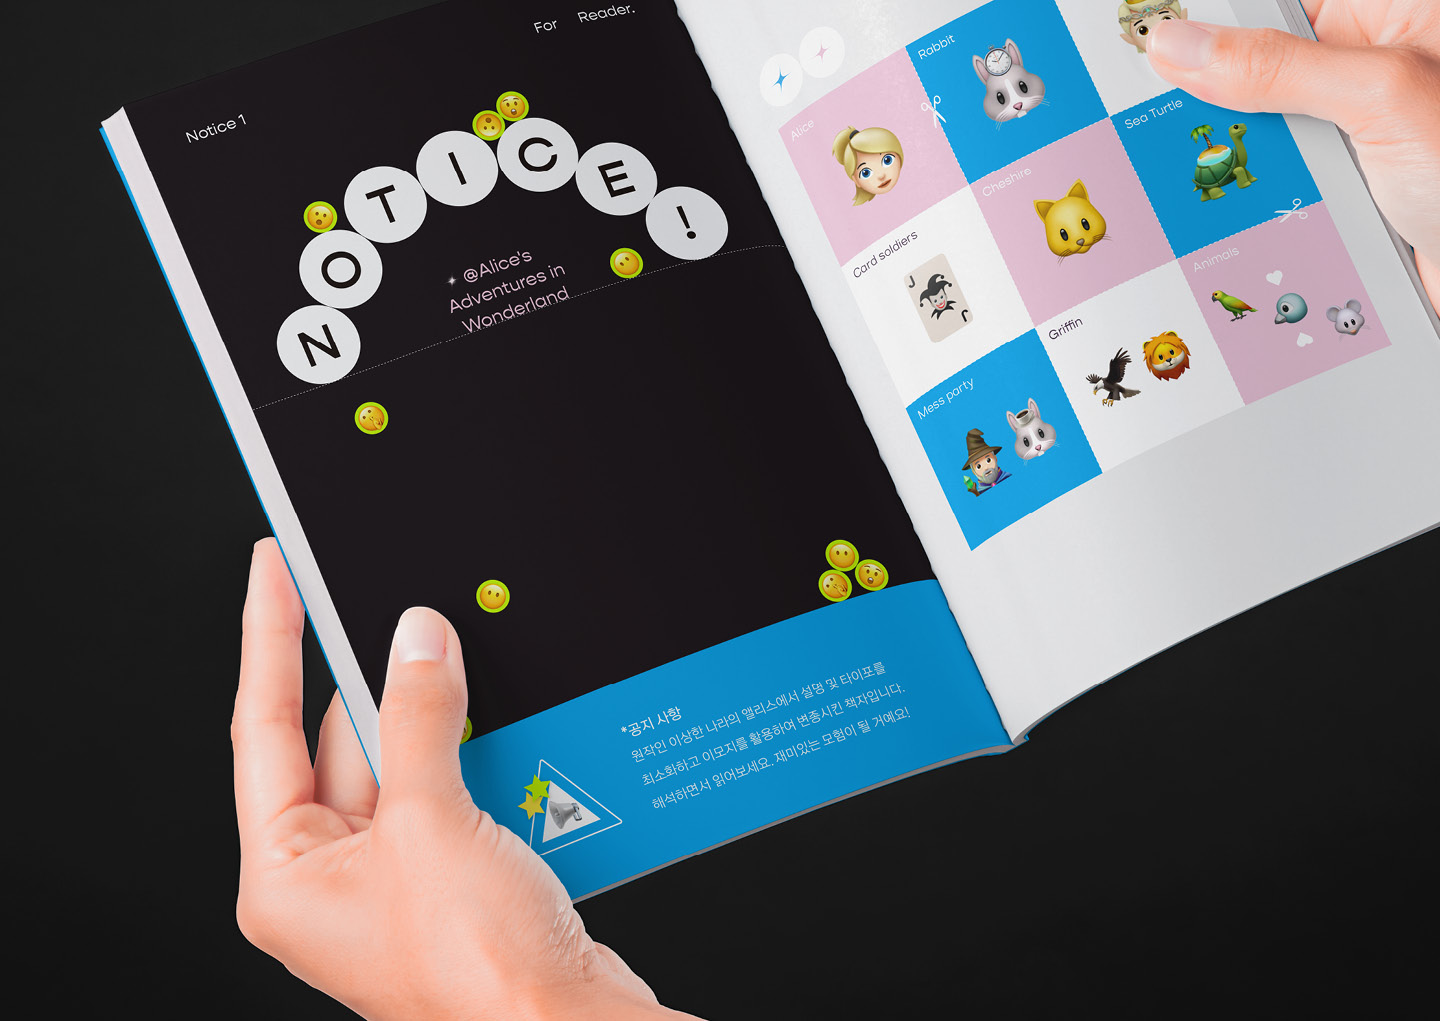 For Reader.
Notice 1
NOTICE!
@Alice's
Adventures in
Wonderland
*공지 사항
원작인 이상한 나라의 앨리스에서 설명 및 타이포를
최소화하고 이모지를 활용하여 변종시킨 책자입니다.
해석하면서 읽어보세요. 재미있는 모험이 될 거예요!
Alice
Rabbit
Card soldiers
Cheshire
Sea Turtle
J
J
Mess party
Griffin
Animals